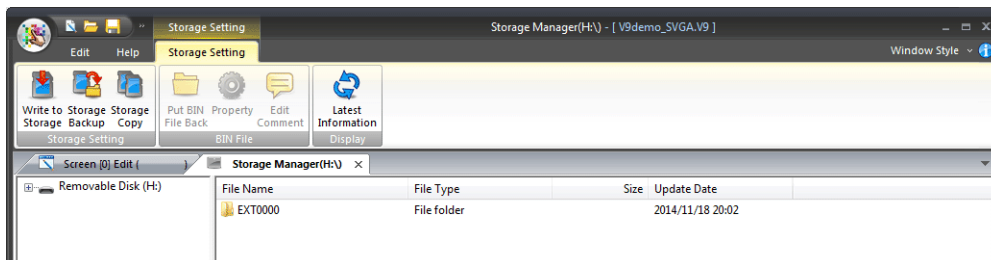 Storage Setting
Storage Manager(H:\) - [ V9demo_SVGA.V9 ]
Edit Help Storage Setting Window Style
Write to Storage Storage Put BIN Property Edit Latest
Storage Backup Copy File Back Comment Information
Storage Setting BIN File Display
Screen [0] Edit ( ) Storage Manager(H:\)
Removable Disk (H:) File Name File Type Size Update Date
EXT0000 File folder 2014/11/18 20:02